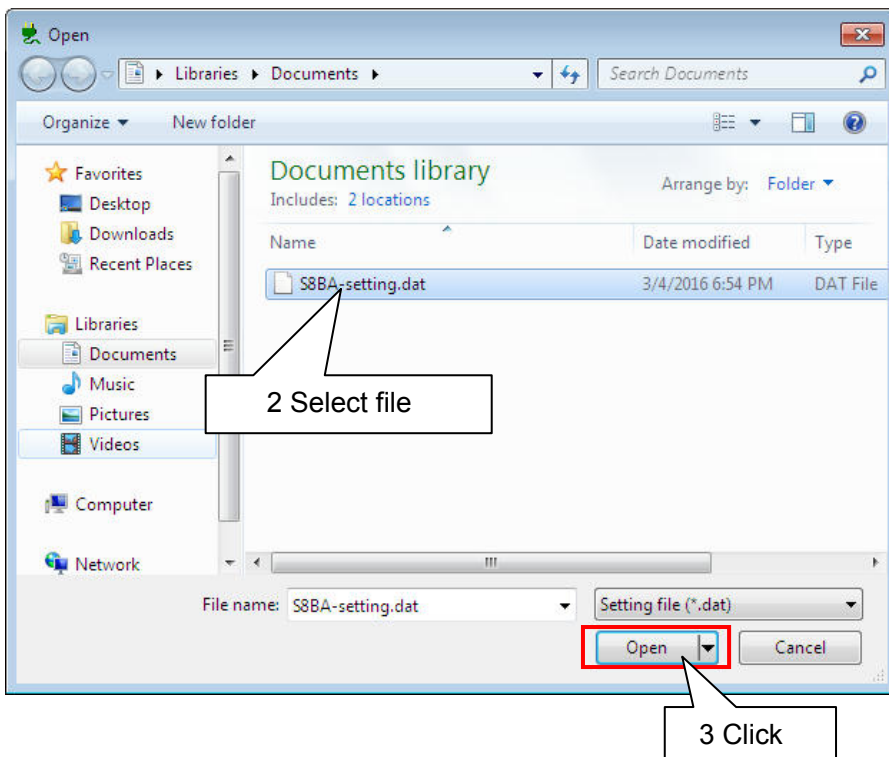 Open
Libraries Documents
Search Documents
Organize New folder
Favorites
Desktop
Downloads
Recent Places
Libraries
Documents
Music
Pictures
Videos
Computer
Network
Documents library
Includes: 2 locations
Arrange by: Folder
Name Date modified Type
S8BA-setting.dat 3/4/2016 6:54 PM DAT File
2 Select file
File name: S8BA-setting.dat Setting file (*.dat)
Open Cancel
3 Click